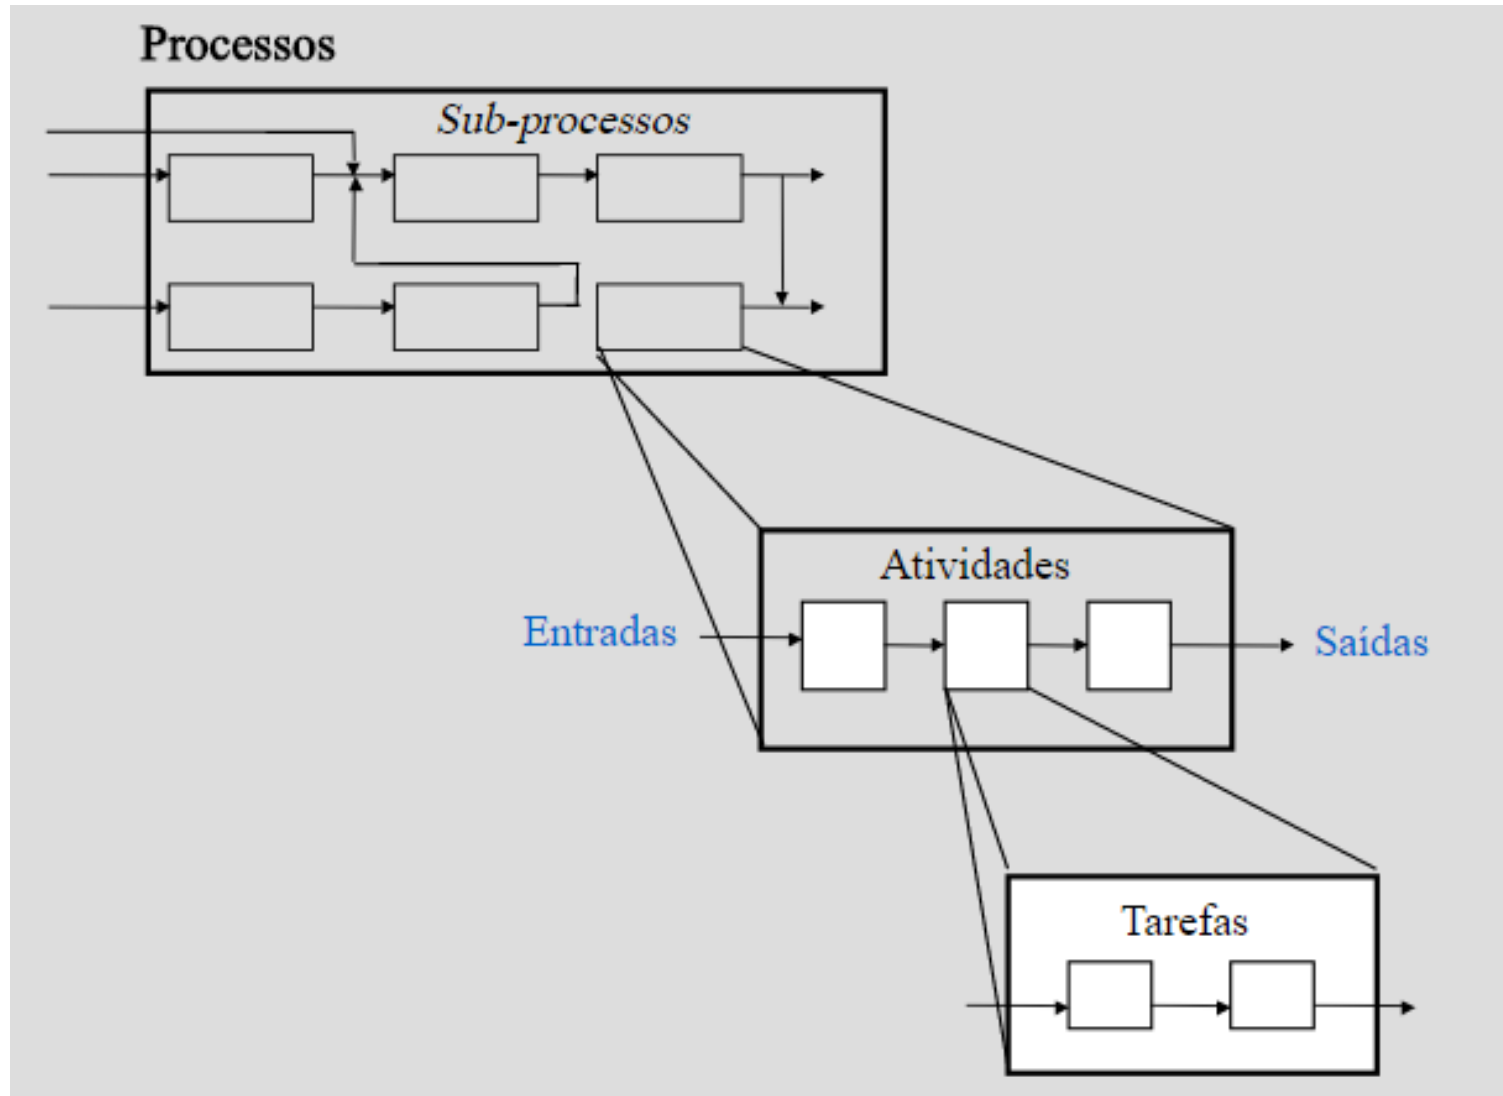 Processos
Sub-processos
Atividades
Entradas
Saídas
Tarefas